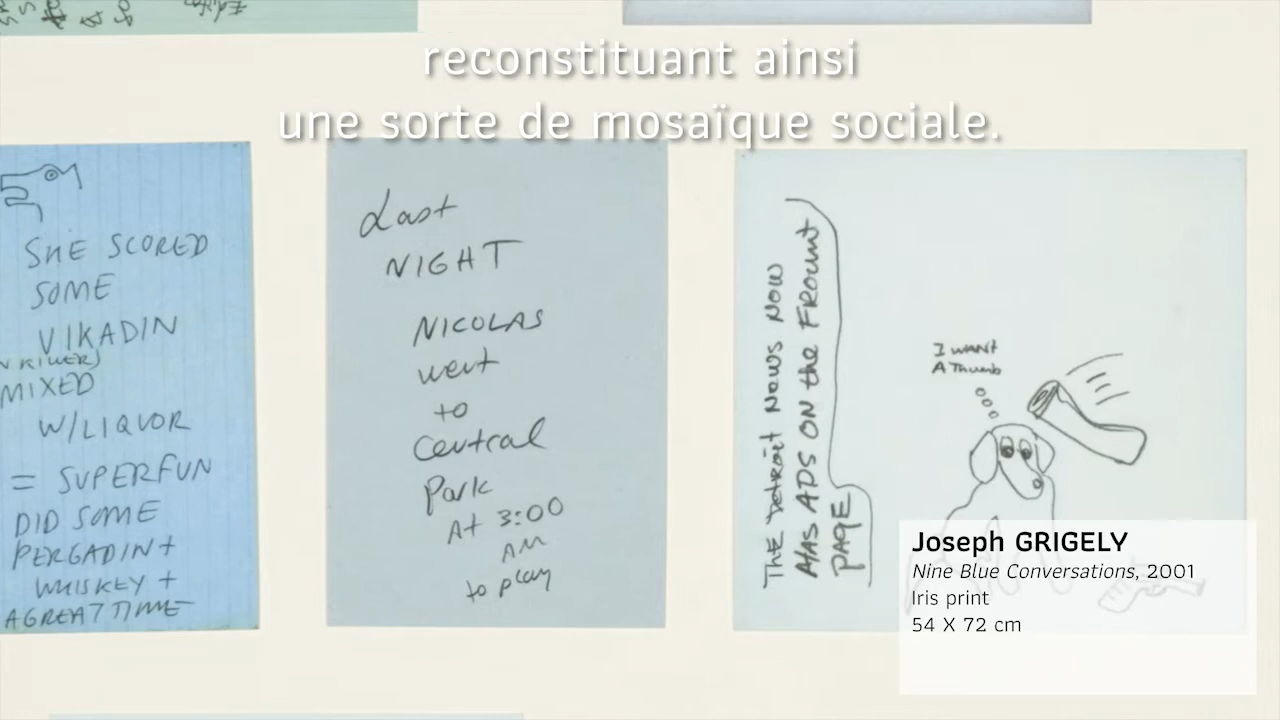 reconstituant ainsi
une sorte de mosaïque sociale.
SHE SCORED
SOME
VIKADIN
MIXED
W/LIQUOR
= SUPERFUN
DID SOME
PERGADIN +
WHISKEY +
A GREAT TIME
Last
NIGHT
NICOLAS
went
to
Central
Park
At 3:00
AM
to play
THE Detroit News Now
HAS ADS ON the FROUNT
PAGE
I WANT
A Thumb
Joseph GRIGELY
Nine Blue Conversations, 2001
Iris print
54 X 72 cm